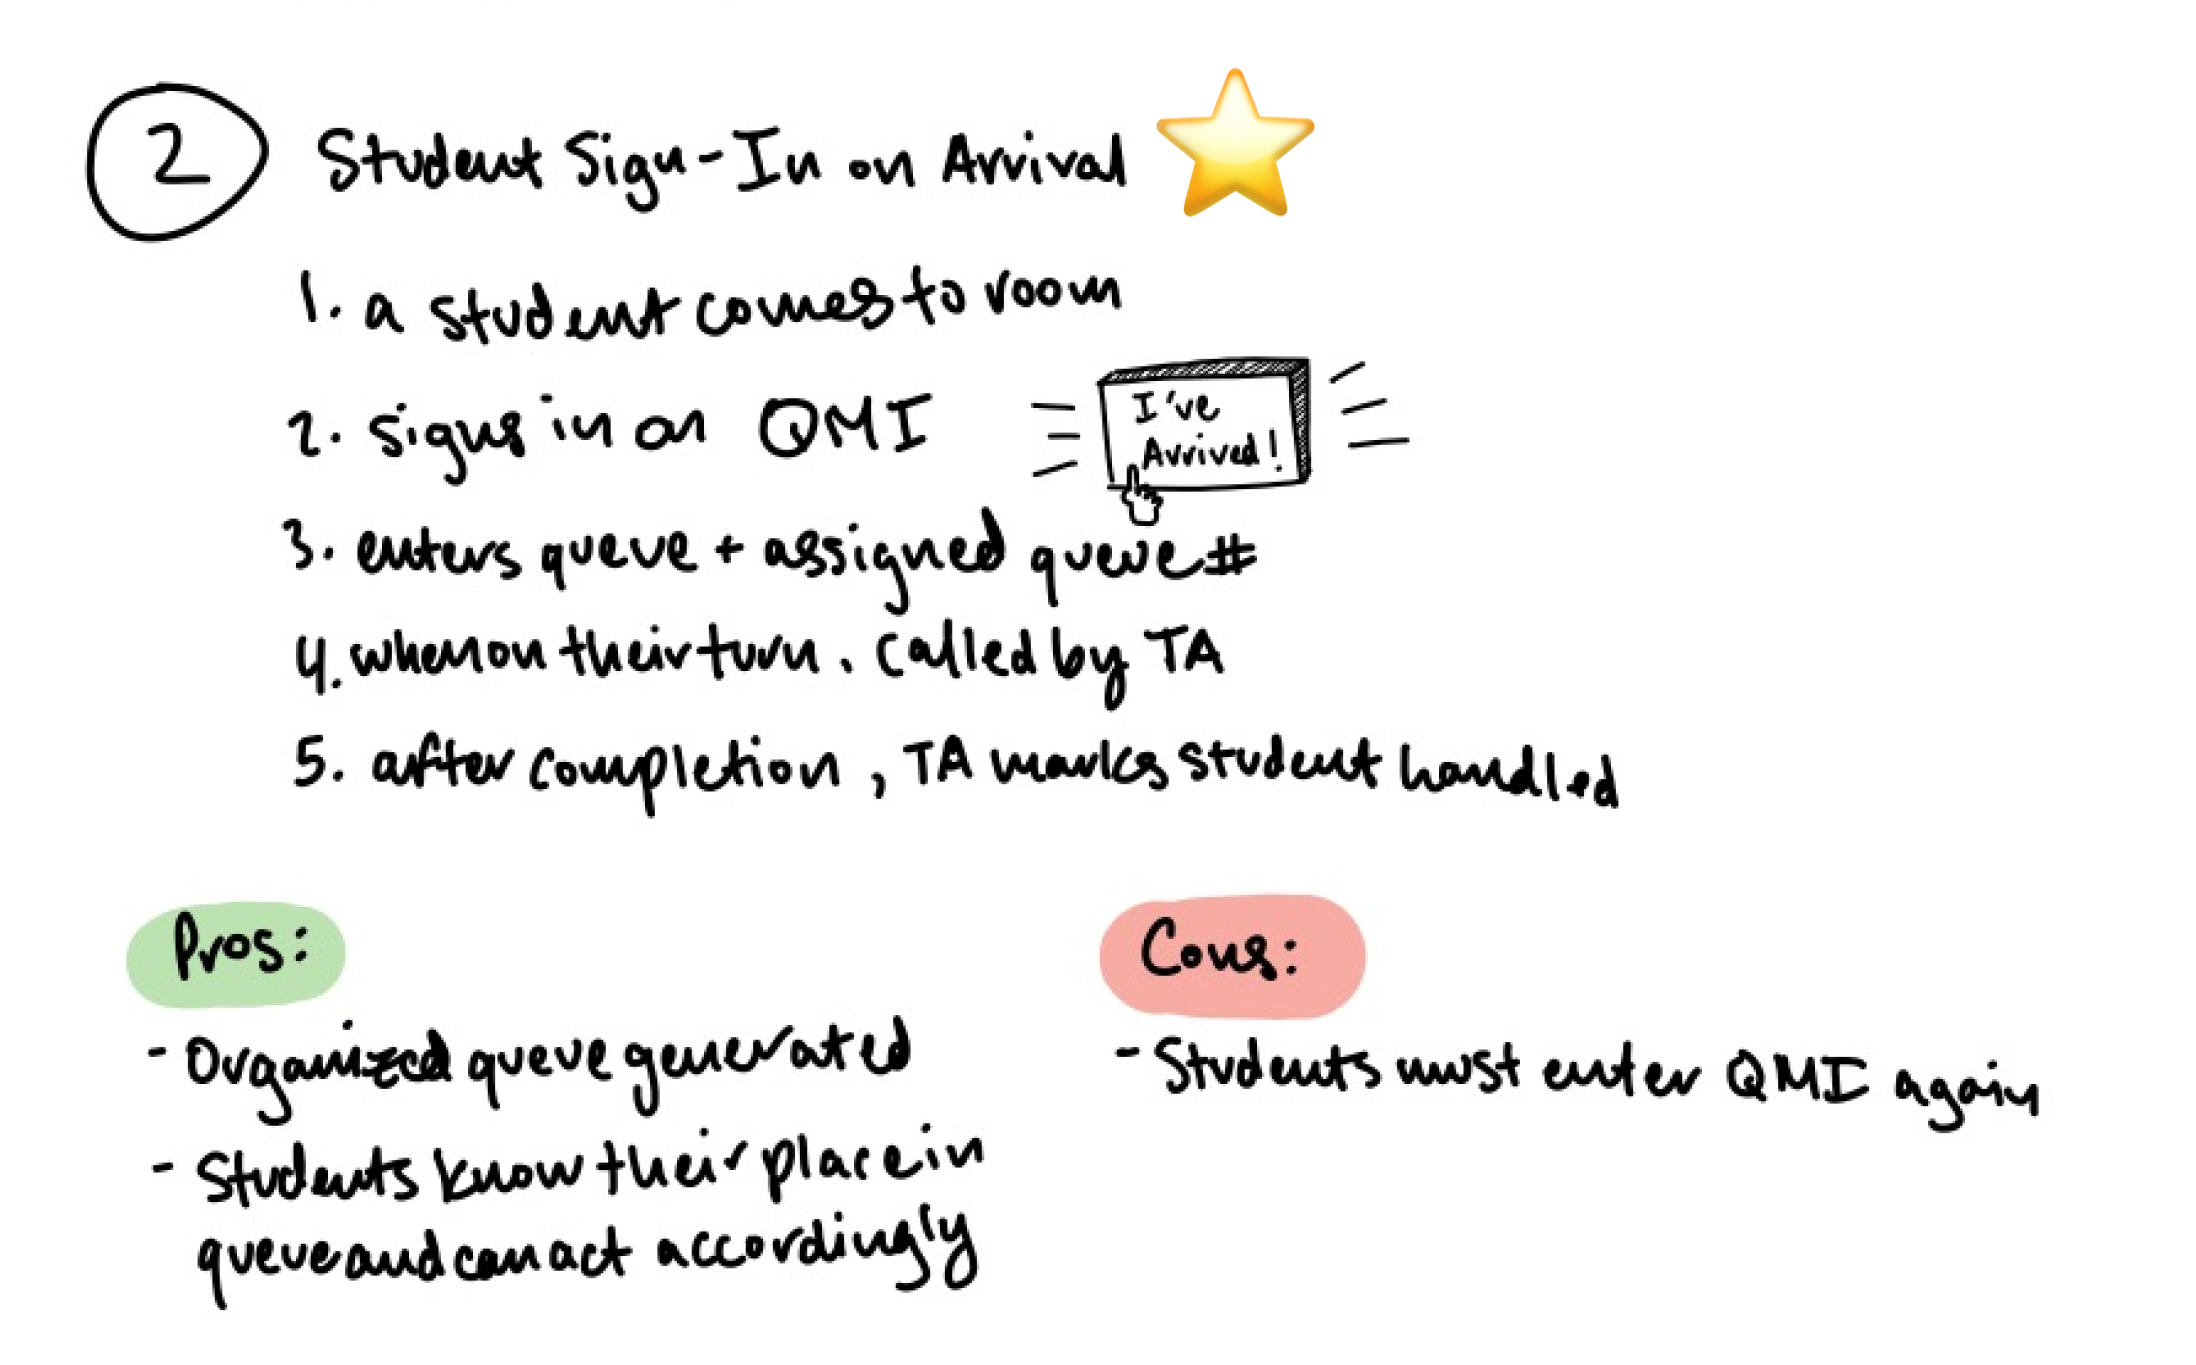 2 Student Sign-In on Arrival
1. a student comes to room
2. signs in on QMI
I've
Arrived!
3. enters queue + assigned queue #
4. when on their turn, called by TA
5. after completion, TA marks student handled
Pros:
- Organized queue generated
- Students know their place in
queue and can act accordingly
Cons:
- Students must enter QMI again